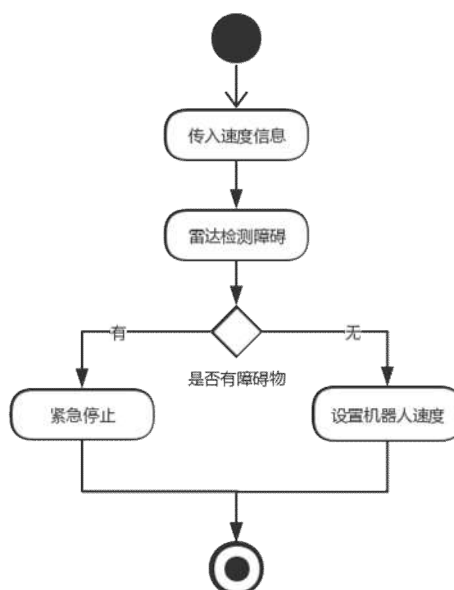 传入速度信息
雷达检测障碍
有
无
是否有障碍物
紧急停止
设置机器人速度